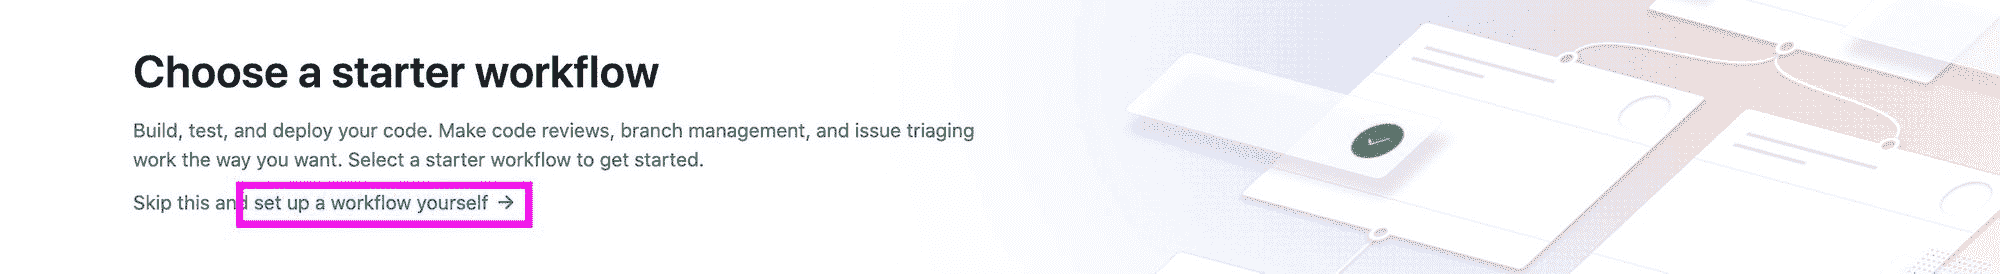 Choose a starter workflow
Build, test, and deploy your code. Make code reviews, branch management, and issue triaging
work the way you want. Select a starter workflow to get started.
Skip this and set up a workflow yourself →